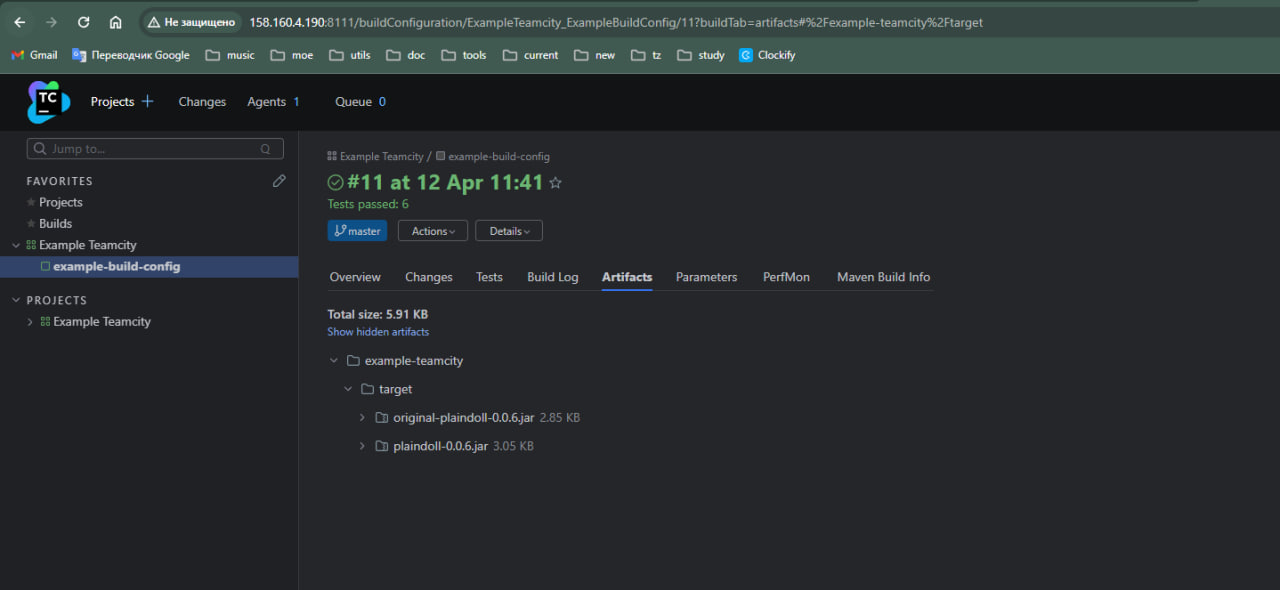 Не защищено 158.160.4.190:8111/buildConfiguration/ExampleTeamcity_ExampleBuildConfig/11?buildTab=artifacts#%2Fexample-teamcity%2Ftarget
Gmail Переводчик Google music moe utils doc tools current new tz study Clockify
TC Projects Changes Agents 1 Queue 0
Jump to... Q
FAVORITES
Projects
Builds
Example Teamcity
example-build-config
PROJECTS
Example Teamcity
Example Teamcity / example-build-config
#11 at 12 Apr 11:41
Tests passed: 6
master Actions Details
Overview Changes Tests Build Log Artifacts Parameters PerfMon Maven Build Info
Total size: 5.91 KB
Show hidden artifacts
example-teamcity
target
original-plaindoll-0.0.6.jar 2.85 KB
plaindoll-0.0.6.jar 3.05 KB